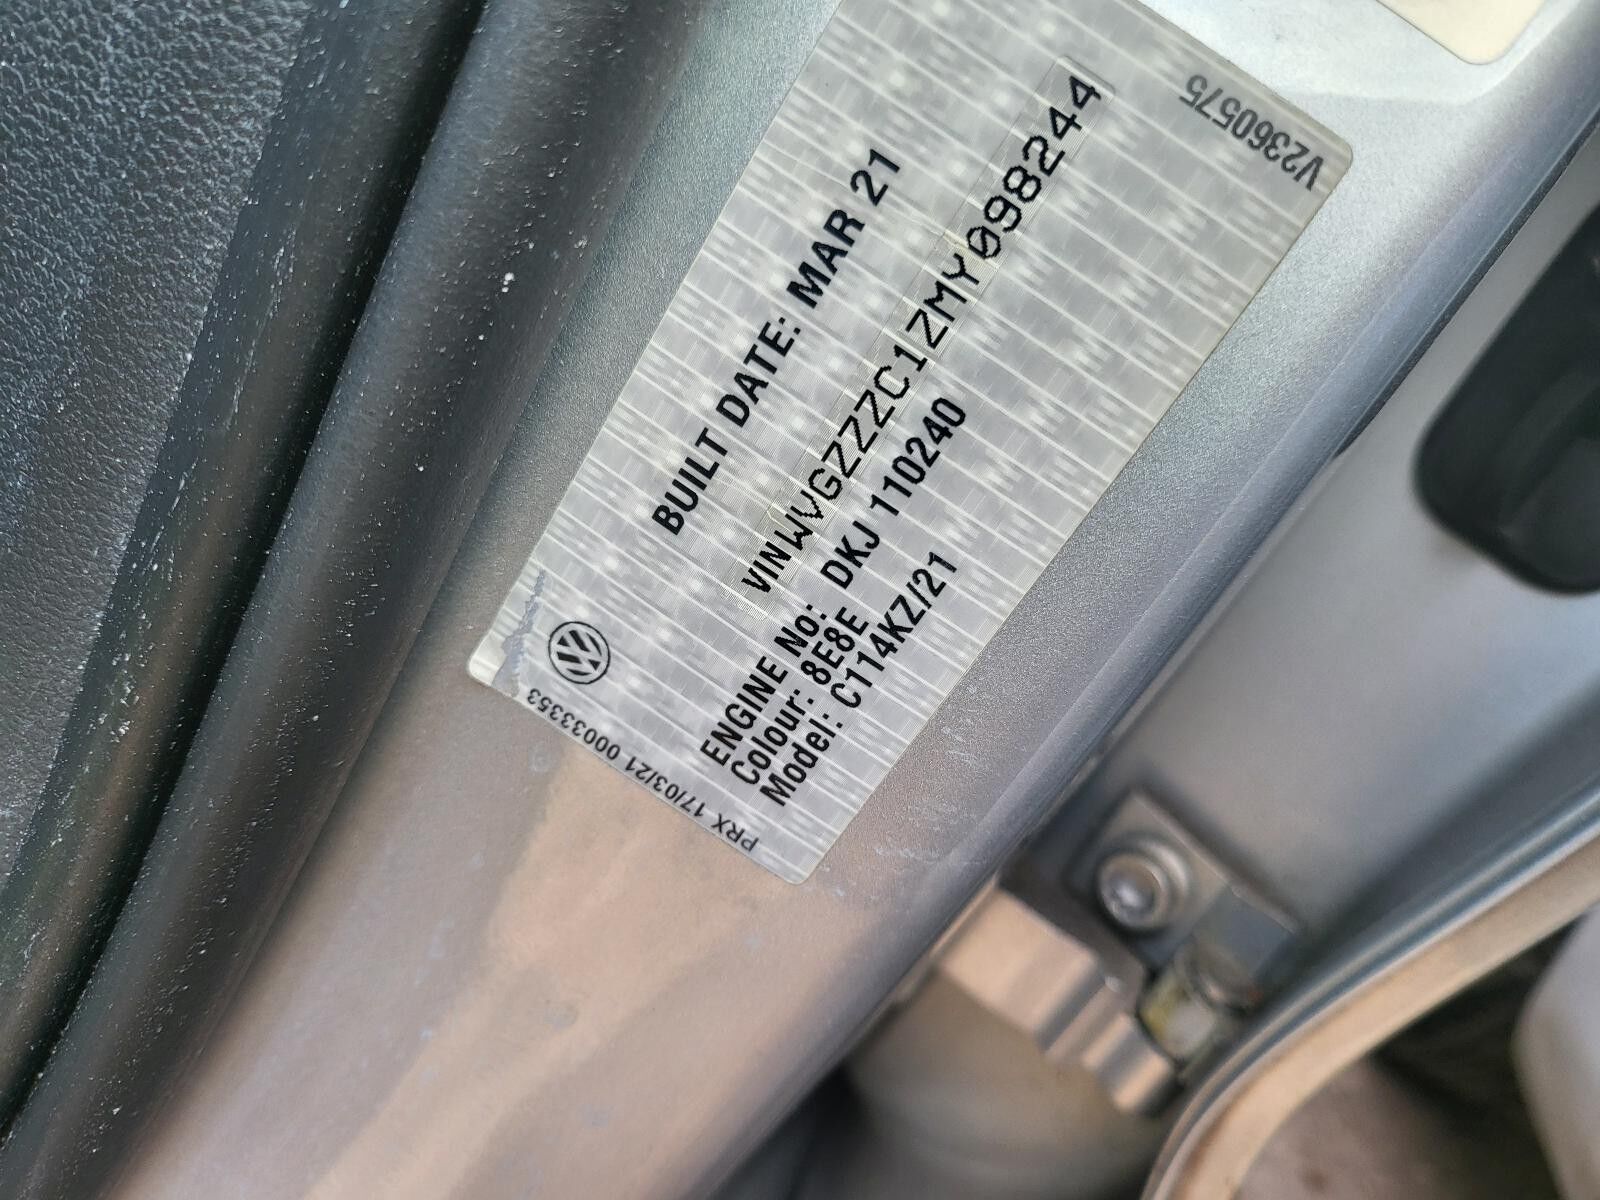 BUILT DATE: MAR 21
VIN WVGZZZC1ZMY098244
ENGINE No: DKJ 110240
Colour: 8E8E
Model: C114KZ/21
PRX 17/03/21 00033353
V2360575